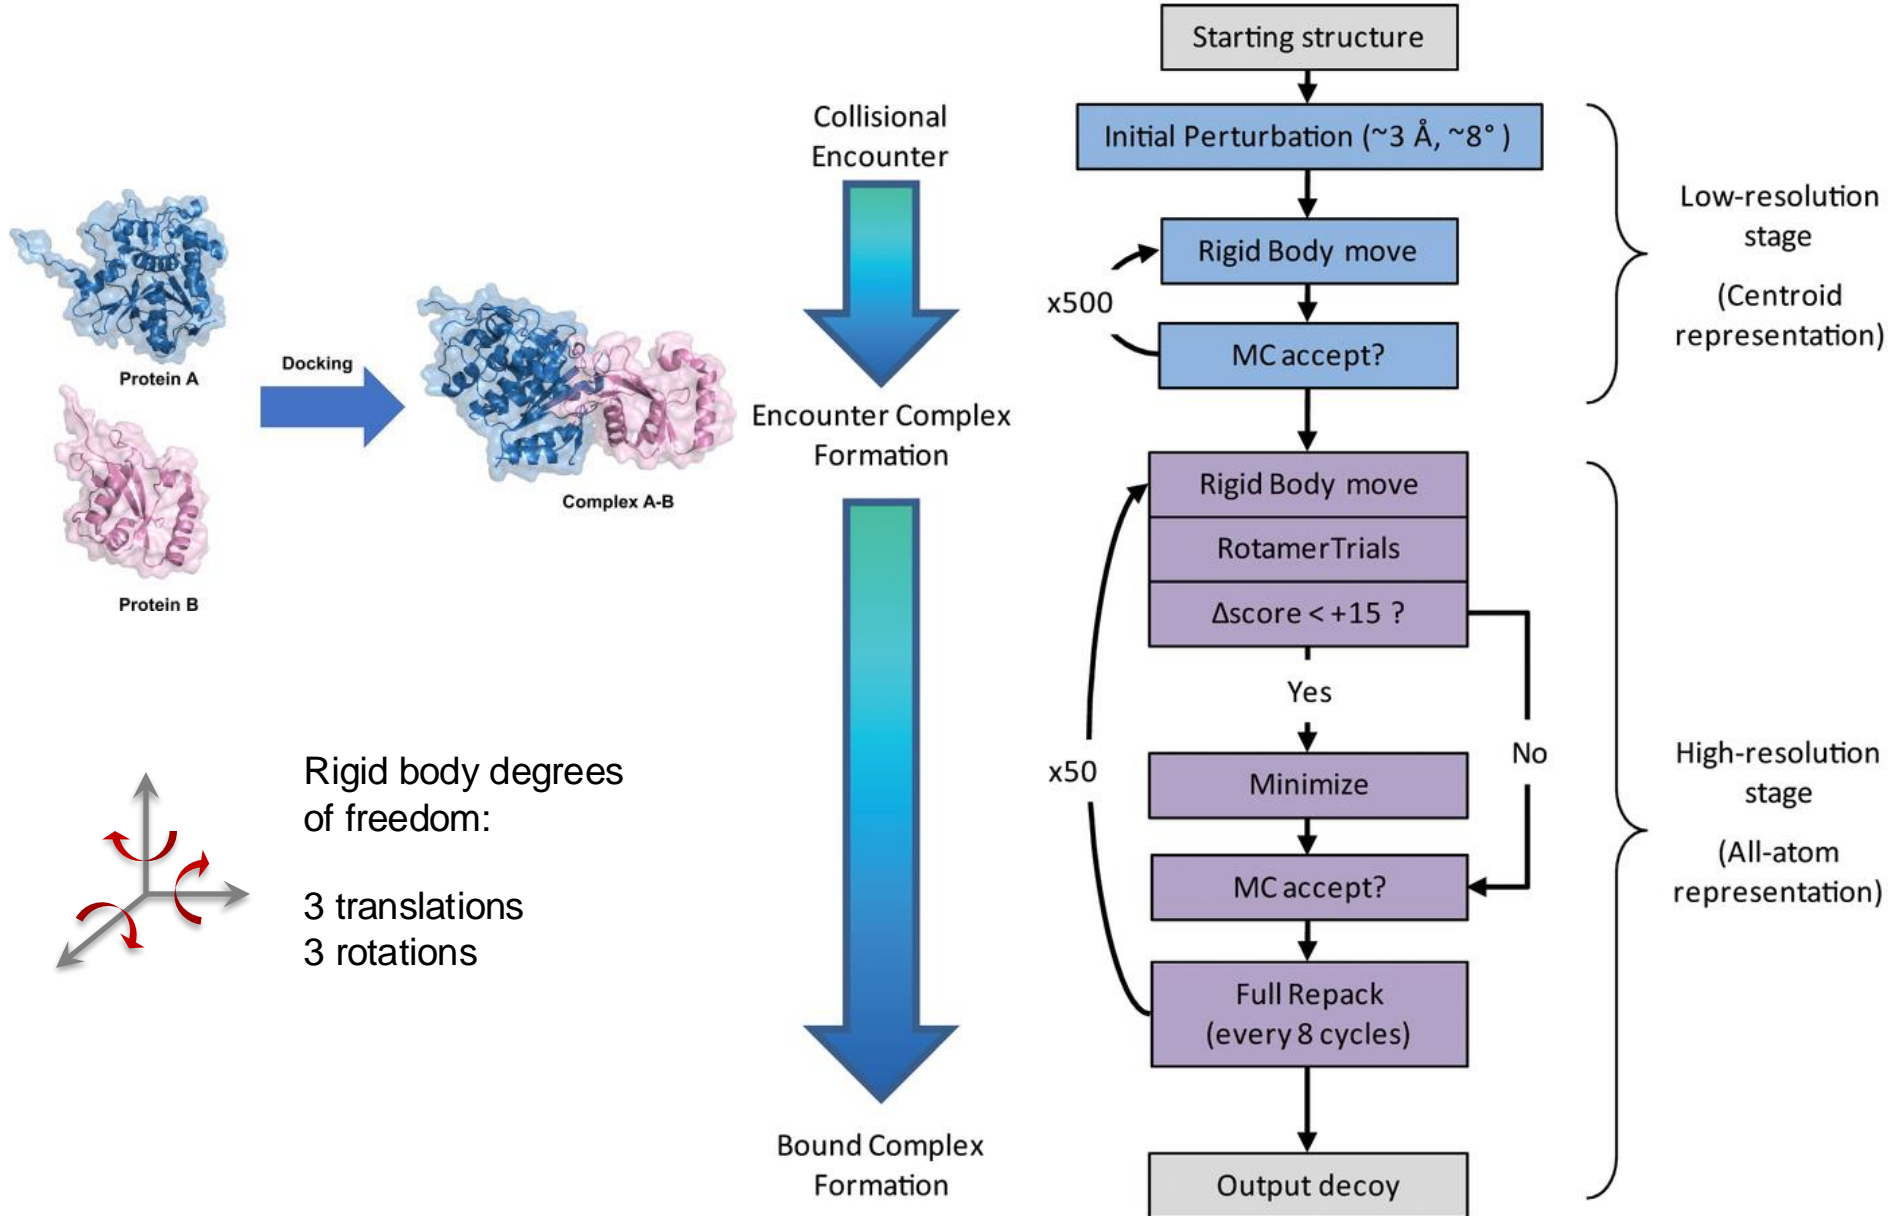 Protein A
Protein B
Docking
Complex A-B
Rigid body degrees
of freedom:
3 translations
3 rotations
Collisional
Encounter
Encounter Complex
Formation
Bound Complex
Formation
Starting structure
Initial Perturbation (~3 Å, ~8° )
Rigid Body move
x500
MC accept?
Rigid Body move
RotamerTrials
Δscore < +15 ?
Yes
No
x50
Minimize
MC accept?
Full Repack
(every 8 cycles)
Output decoy
Low-resolution
stage
(Centroid
representation)
High-resolution
stage
(All-atom
representation)